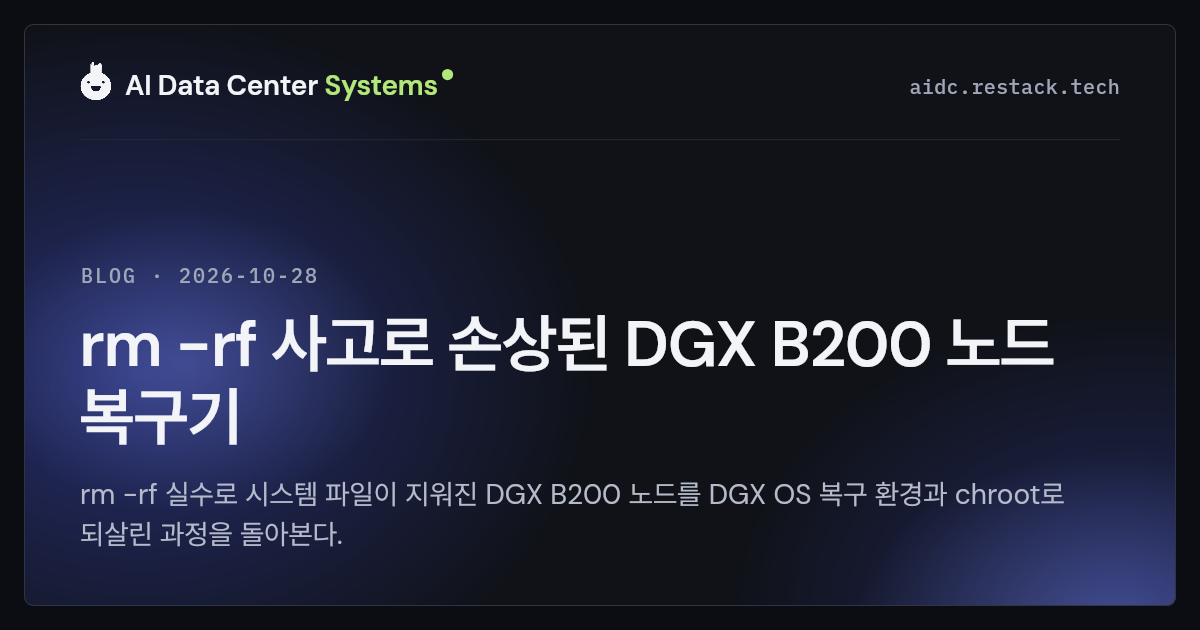 AI Data Center Systems
aidc.restack.tech
BLOG · 2026-10-28
rm -rf 사고로 손상된 DGX B200 노드
복구기
rm -rf 실수로 시스템 파일이 지워진 DGX B200 노드를 DGX OS 복구 환경과 chroot로
되살린 과정을 돌아본다.